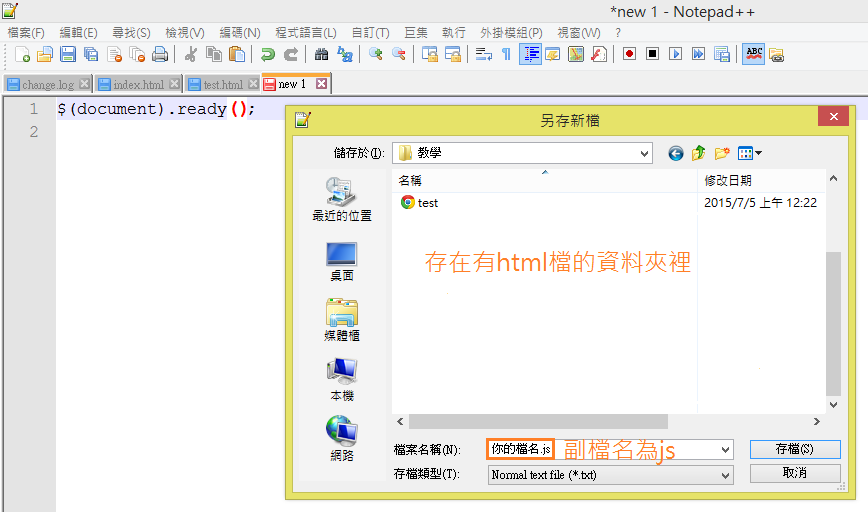 *new 1 - Notepad++
檔案(F) 編輯(E) 尋找(S) 檢視(V) 編碼(N) 程式語言(L) 自訂(T) 巨集 執行 外掛模組(P) 視窗(W) ?
change.log index.html test.html new 1
1 $(document).ready();
2
另存新檔
儲存於(I): 教學
名稱 修改日期
test 2015/7/5 上午 12:22
最近的位置
桌面
媒體櫃
本機
網路
存在有html檔的資料夾裡
檔案名稱(N): 你的檔名.js 副檔名為js 存檔(S)
存檔類型(T): Normal text file (*.txt) 取消